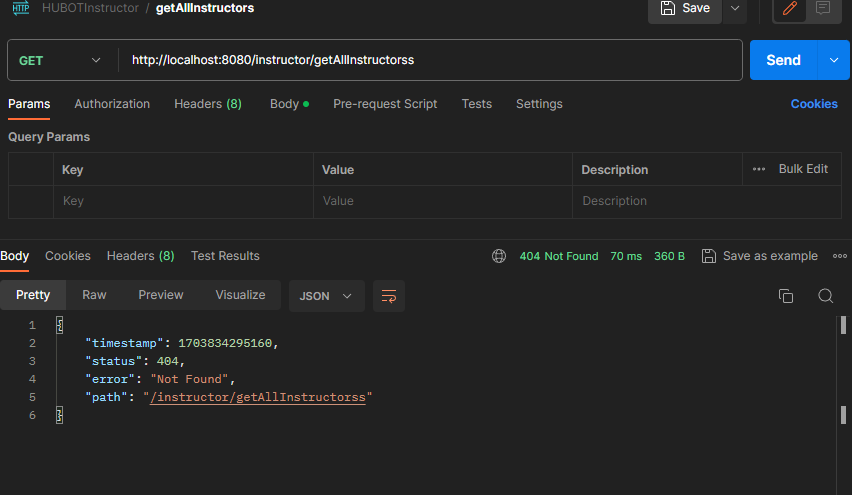 HTTP HUBOTInstructor / getAllInstructors Save
GET http://localhost:8080/instructor/getAllInstructorss Send
Params Authorization Headers (8) Body Pre-request Script Tests Settings Cookies
Query Params
Key Value Description Bulk Edit
Key Value Description
Body Cookies Headers (8) Test Results 404 Not Found 70 ms 360 B Save as example
Pretty Raw Preview Visualize JSON
1 {
2 "timestamp": 1703834295160,
3 "status": 404,
4 "error": "Not Found",
5 "path": "/instructor/getAllInstructorss"
6 }